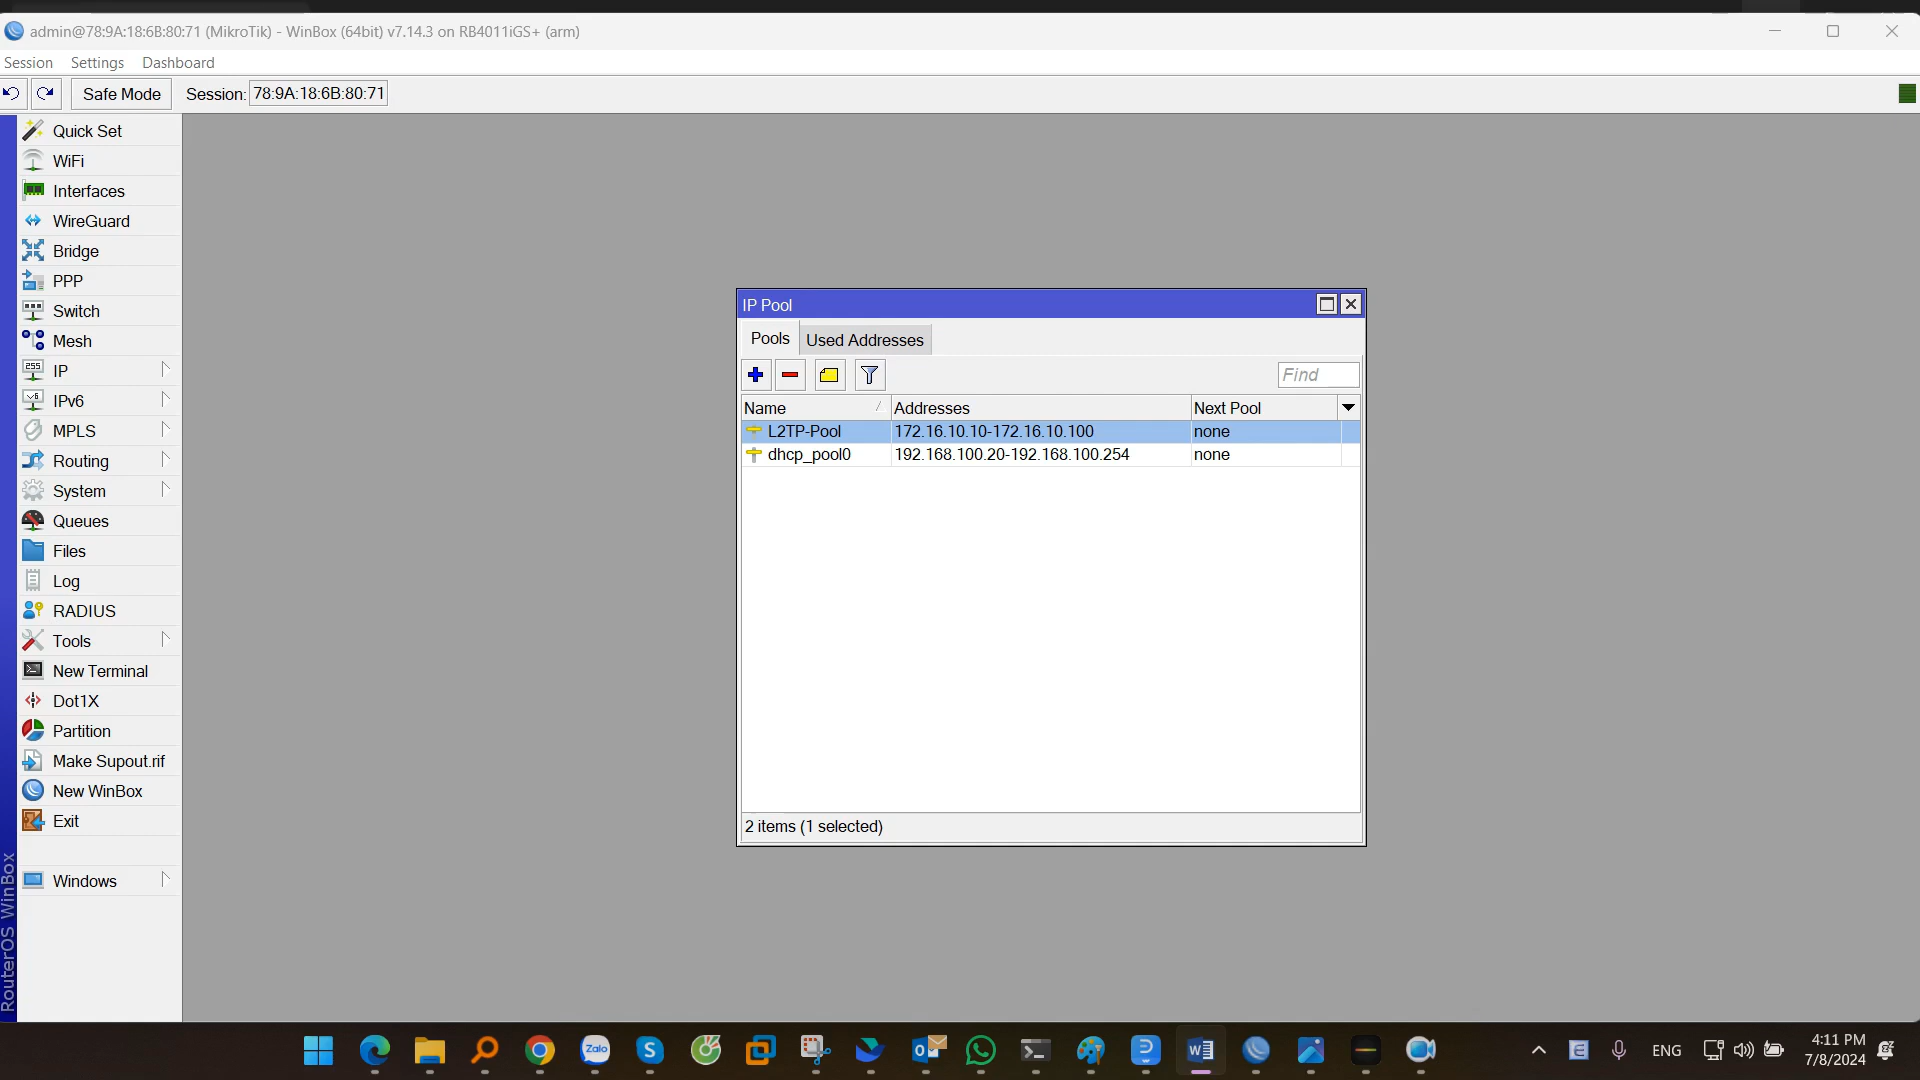 admin@78:9A:18:6B:80:71 (MikroTik) - WinBox (64bit) v7.14.3 on RB4011iGS+ (arm)
Session Settings Dashboard
Safe Mode Session: 78:9A:18:6B:80:71
Quick Set
WiFi
Interfaces
WireGuard
Bridge
PPP
Switch
Mesh
255 IP
v6 IPv6
MPLS
Routing
System
Queues
Files
Log
RADIUS
Tools
New Terminal
Dot1X
Partition
Make Supout.rif
New WinBox
Exit
Windows
RouterOS WinBox
IP Pool
Pools Used Addresses
Find
Name Addresses Next Pool
L2TP-Pool 172.16.10.10-172.16.10.100 none
dhcp_pool0 192.168.100.20-192.168.100.254 none
2 items (1 selected)
Zalo
ENG
4:11 PM
7/8/2024